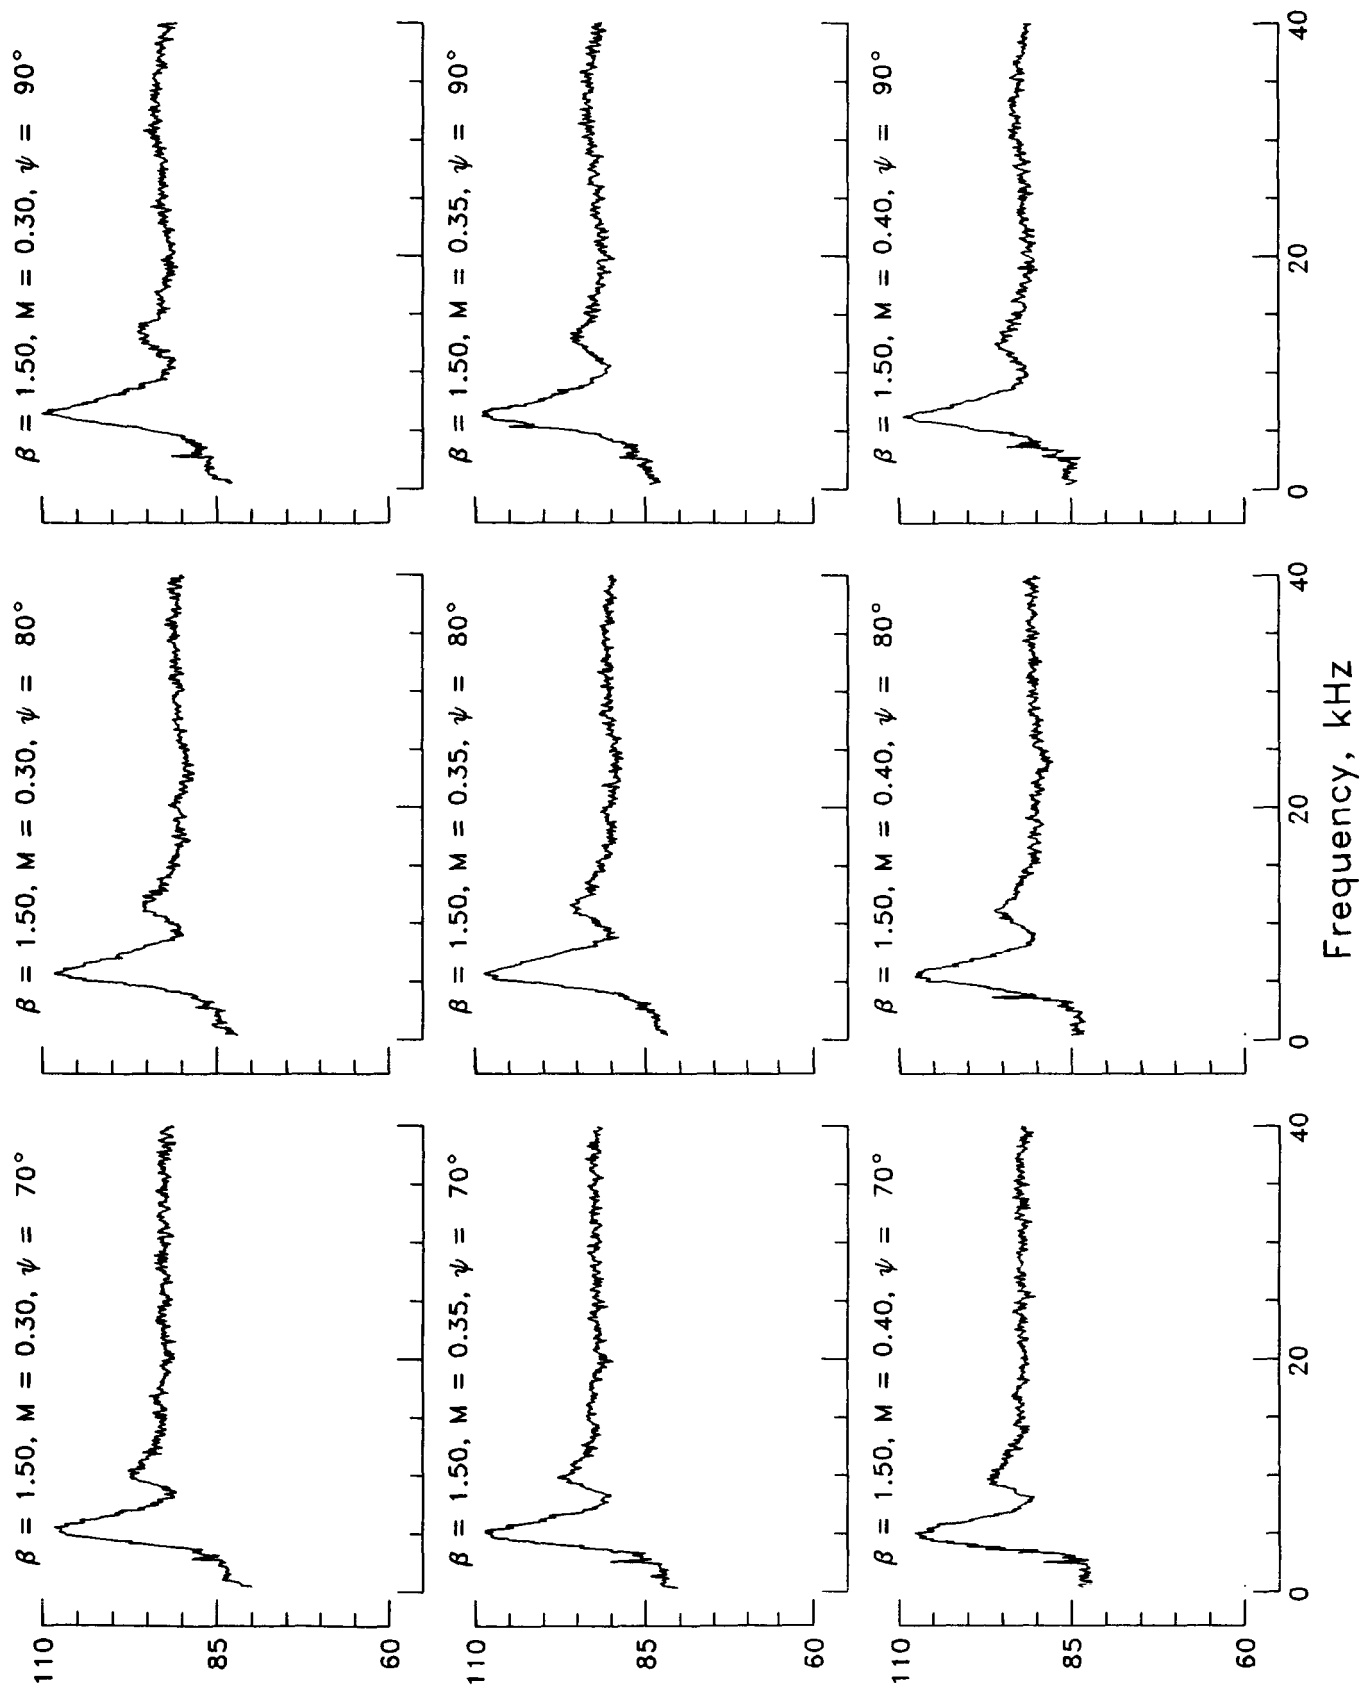 β = 1.50, M = 0.30, ψ = 70°
β = 1.50, M = 0.30, ψ = 80°
β = 1.50, M = 0.30, ψ = 90°
110
85
60
β = 1.50, M = 0.35, ψ = 70°
β = 1.50, M = 0.35, ψ = 80°
β = 1.50, M = 0.35, ψ = 90°
110
85
60
β = 1.50, M = 0.40, ψ = 70°
β = 1.50, M = 0.40, ψ = 80°
β = 1.50, M = 0.40, ψ = 90°
110
85
60
0 20 40 0 20 40 0 20 40
Frequency, kHz